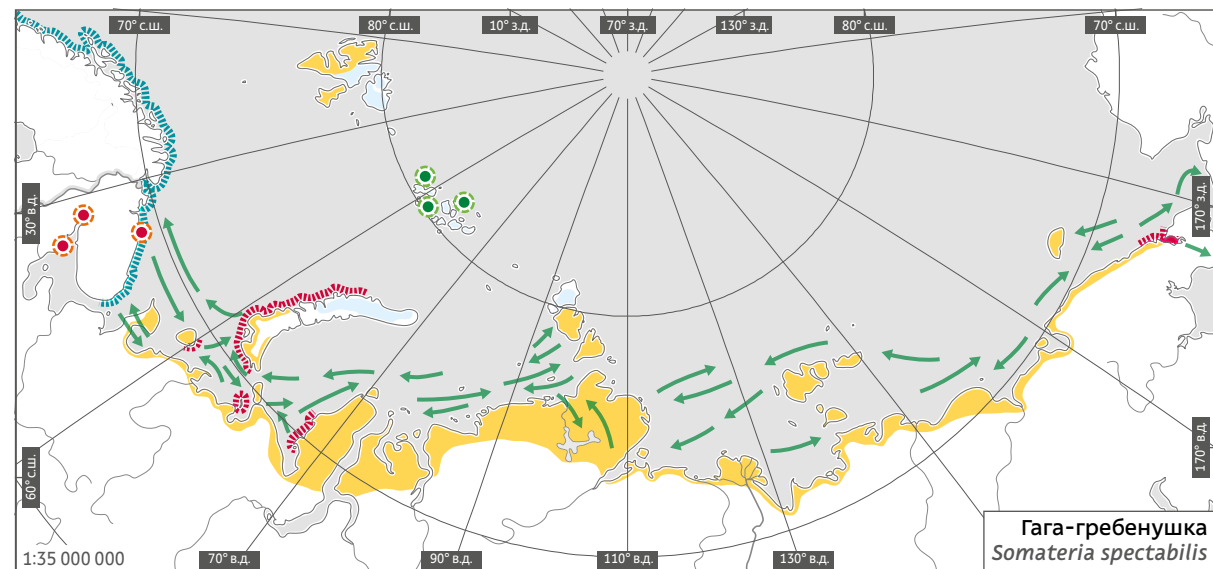 70° с.ш.
80° с.ш.
10° з.д.
70° з.д.
130° з.д.
80° с.ш.
70° с.ш.
30° в.д.
170° з.д.
60° с.ш.
170° в.д.
1:35 000 000
70° в.д.
90° в.д.
110° в.д.
130° в.д.
Гага-гребенушка
Somateria spectabilis